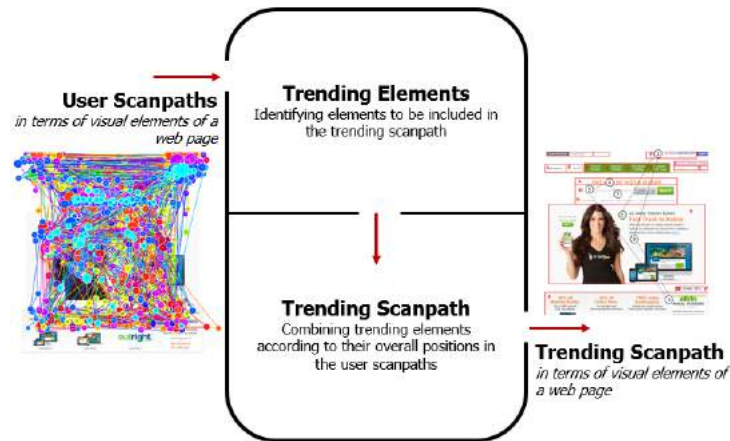 User Scanpaths
in terms of visual elements of a
web page
Trending Elements
Identifying elements to be included in
the trending scanpath
Trending Scanpath
Combining trending elements
according to their overall positions in
the user scanpaths
Trending Scanpath
in terms of visual elements of
a web page